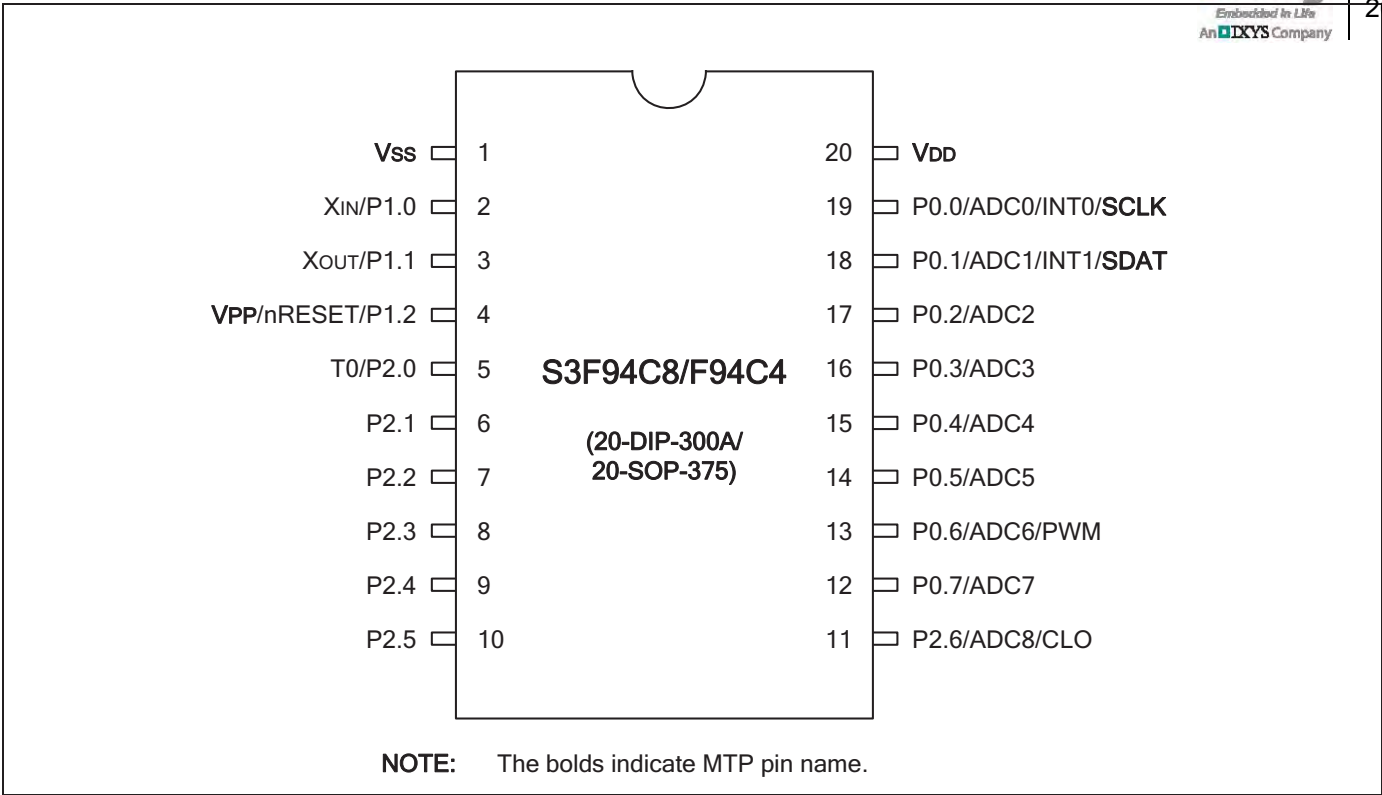 Embedded in Life
An IXYS Company
2
VSS 1
XIN/P1.0 2
XOUT/P1.1 3
VPP/nRESET/P1.2 4
T0/P2.0 5
P2.1 6
P2.2 7
P2.3 8
P2.4 9
P2.5 10
S3F94C8/F94C4
(20-DIP-300A/
20-SOP-375)
20 VDD
19 P0.0/ADC0/INT0/SCLK
18 P0.1/ADC1/INT1/SDAT
17 P0.2/ADC2
16 P0.3/ADC3
15 P0.4/ADC4
14 P0.5/ADC5
13 P0.6/ADC6/PWM
12 P0.7/ADC7
11 P2.6/ADC8/CLO
NOTE: The bolds indicate MTP pin name.